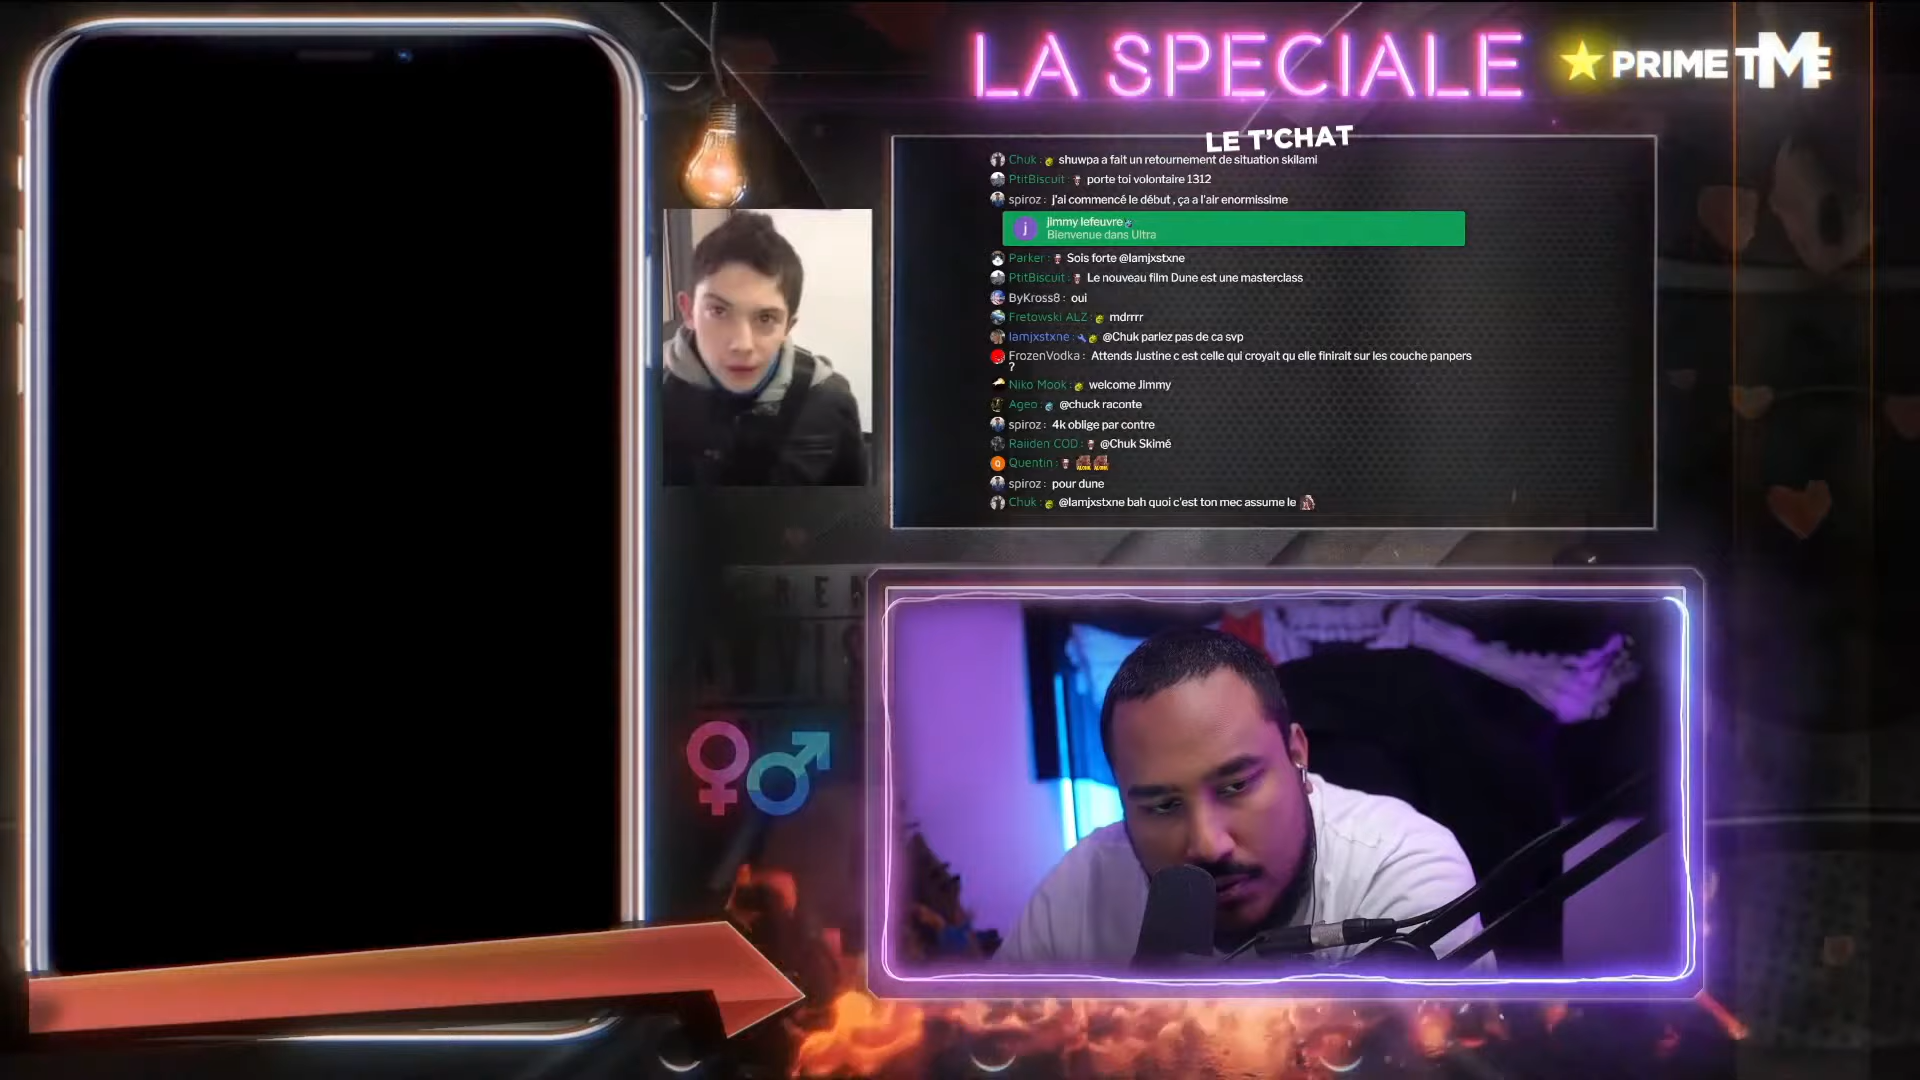 LA SPECIALE
PRIME TIME
LE T'CHAT
Chuk : shuwpa a fait un retournement de situation skllami
PtitBiscuit : porte toi volontaire 1312
spiroz : j'ai commencé le début , ça a l'air enormissime
j jimmy lefeuvre
Bienvenue dans Ultra
Parker : Sois forte @lamjxstxne
PtitBiscuit : Le nouveau film Dune est une masterclass
ByKross8 : oui
Fretowski ALZ : mdrrrr
lamjxstxne : @Chuk parlez pas de ca svp
FrozenVodka : Attends Justine c est celle qui croyait qu elle finirait sur les couche panpers
?
Niko Mook : welcome Jimmy
Ageo : @chuck raconte
spiroz : 4k oblige par contre
Raiiden COD : @Chuk Skimé
Quentin :
spiroz : pour dune
Chuk : @lamjxstxne bah quoi c'est ton mec assume le